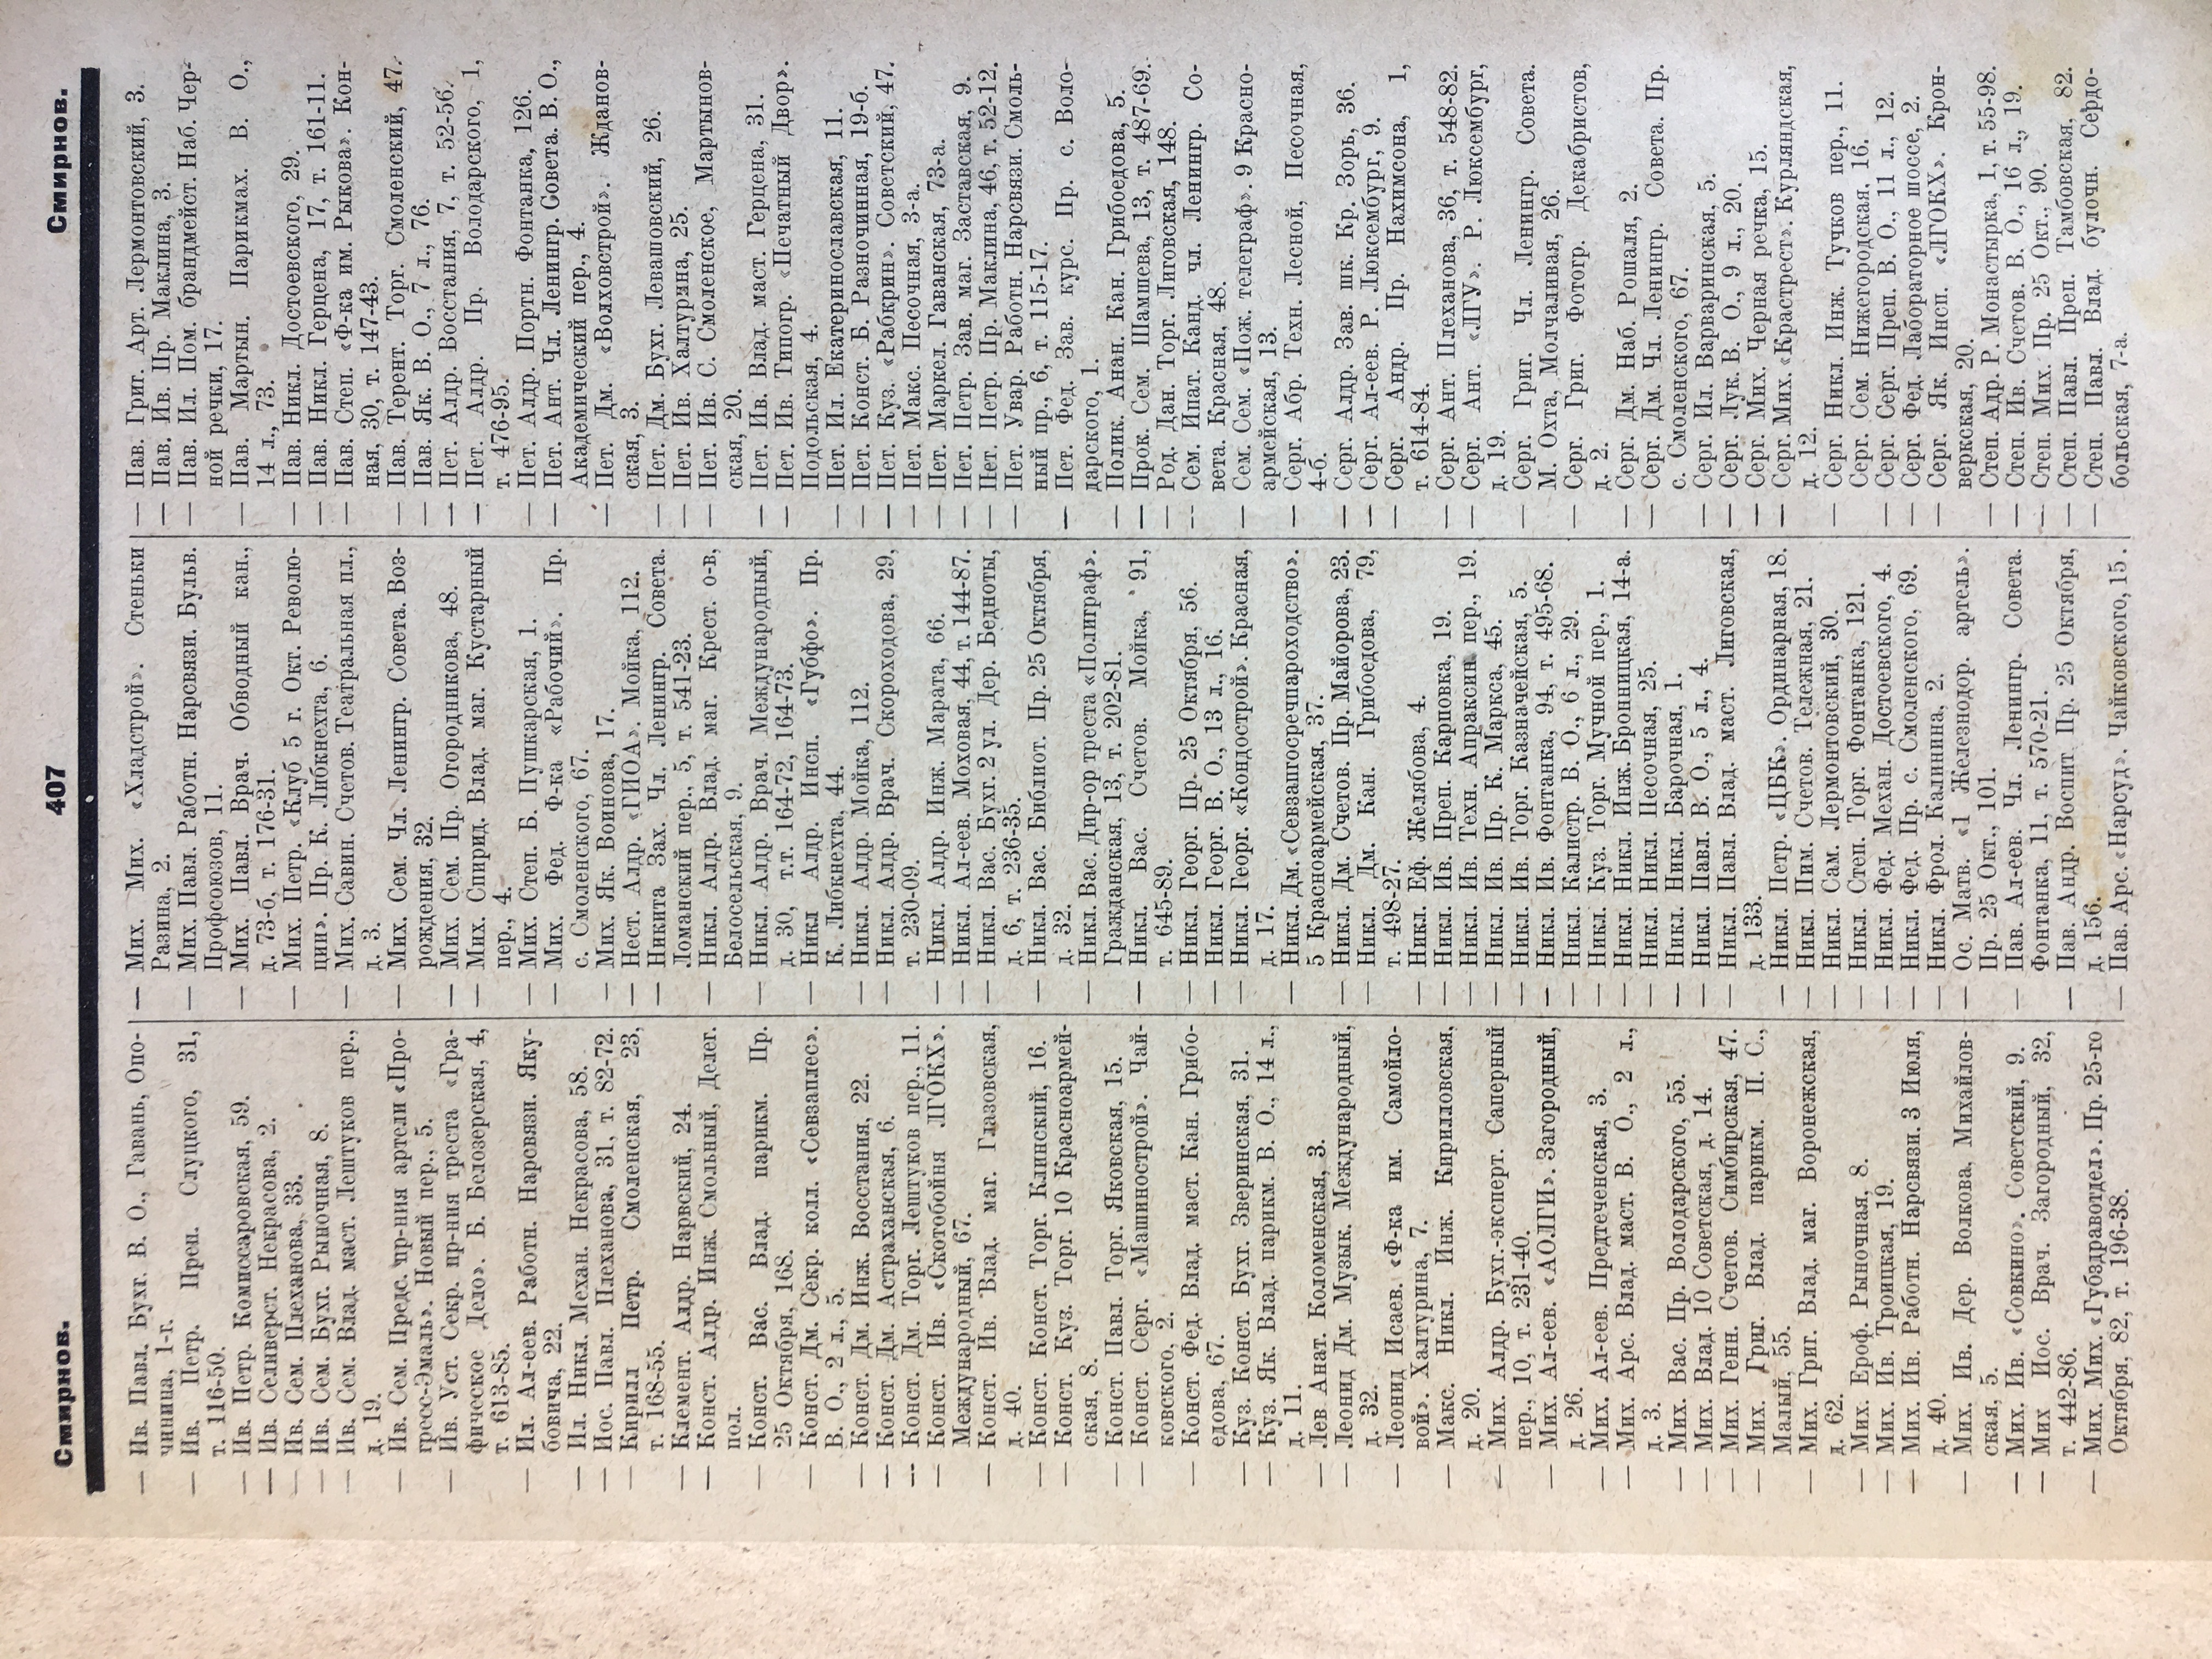 Смирнов. 407 Смирнов.
— Ив. Павл. Бухг. В. О., Гавань, Опо-
чинина, 1-г.
— Ив. Петр. Преп. Слуцкого, 31,
т. 116-50.
— Ив. Петр. Комиссаровская, 59.
— Ив. Селиверст. Некрасова, 2.
— Ив. Сем. Плеханова, 33.
— Ив. Сем. Бухг. Рыночная, 8.
— Ив. Сем. Влад. маст. Лештуков пер.,
д. 19.
— Ив. Сем. Предс. пр-ния артели «Про-
гресс-Эмаль». Новый пер., 5.
— Ив. Уст. Секр. пр-ния треста «Гра-
фическое Дело». Б. Белозерская, 4,
т. 613-85.
— Ил. Ал-еев. Работн. Нарсвязи. Яку-
бовича, 22.
— Ил. Никл. Механ. Некрасова, 58.
— Иос. Павл. Плеханова, 31, т. 82-72.
— Кирилл Петр. Смоленская, 23,
т. 168-55.
— Клемент. Алдр. Нарвский, 24.
— Конст. Алдр. Инж. Смольный, Делег.
пол.
— Конст. Вас. Влад. парикм. Пр.
25 Октября, 168.
— Конст. Дм. Секр. колл. «Севзаплес».
В. О., 2 л., 5.
— Конст. Дм. Инж. Восстания, 22.
— Конст. Дм. Астраханская, 6.
— Конст. Дм. Торг. Лештуков пер., 11.
— Конст. Ив. «Скотобойня ЛГОКХ».
Международный, 67.
— Конст. Ив. Влад. маг. Глазовская,
д. 40.
— Конст. Конст. Торг. Клинский, 16.
— Конст. Куз. Торг. 10 Красноармей-
ская, 8.
— Конст. Павл. Торг. Яковская, 15.
— Конст. Серг. «Машинострой». Чай-
ковского, 2.
— Конст. Фед. Влад. маст. Кан. Грибо-
едова, 67.
— Куз. Конст. Бухг. Зверинская, 31.
— Куз. Як. Влад. парикм. В. О., 14 л.,
д. 11.
— Лев Анат. Коломенская, 3.
— Леонид Дм. Музык. Международный,
д. 32.
— Леонид Исаев. «Ф-ка им. Самойло-
вой». Халтурина, 7.
— Макс. Никл. Инж. Кирилловская,
д. 20.
— Мих. Алдр. Бухг.-эксперт. Саперный
пер., 10, т. 231-40.
— Мих. Ал-еев. «АОЛГИ». Загородный,
д. 26.
— Мих. Ал-еев. Предтеченская, 3.
— Мих. Арс. Влад. маст. В. О., 2 л.,
д. 3.
— Мих. Вас. Пр. Володарского, 55.
— Мих. Влад. 10 Советская, д. 14.
— Мих. Генн. Счетов. Симбирская, 47.
— Мих. Григ. Влад. парикм. П. С.,
Малый, 55.
— Мих. Григ. Влад. маг. Воронежская,
д. 62.
— Мих. Ероф. Рыночная, 8.
— Мих. Ив. Троицкая, 19.
— Мих. Ив. Работн. Нарсвязи. 3 Июля,
д. 40.
— Мих. Ив. Дер. Волкова, Михайлов-
ская, 5.
— Мих. Ив. «Совкино». Советский, 9.
— Мих Иос. Врач. Загородный, 32,
т. 442-86.
— Мих. Мих. «Губздравотдел». Пр. 25-го
Октября, 82, т. 196-38.
— Мих. Мих. «Хладстрой». Стеньки
Разина, 2.
— Мих. Павл. Работн. Нарсвязи. Бульв.
Профсоюзов, 11.
— Мих. Павл. Врач. Обводный кан.,
д. 73-б, т. 176-31.
— Мих. Петр. «Клуб 5 г. Окт. Револю-
ции». Пр. К. Либкнехта, 6.
— Мих. Савин. Счетов. Театральная пл.,
д. 3.
— Мих. Сем. Чл. Ленингр. Совета. Воз-
рождения, 32.
— Мих. Сем. Пр. Огородникова, 48.
— Мих. Спирид. Влад. маг. Кустарный
пер., 4.
— Мих. Степ. Б. Пушкарская, 1.
— Мих. Фед. Ф-ка «Рабочий». Пр.
с. Смоленского, 67.
— Мих. Як. Воинова, 17.
— Нест. Алдр. «ГИОА». Мойка, 112.
— Никита Зах. Чл. Ленингр. Совета.
Ломанский пер., 5, т. 541-23.
— Никл. Алдр. Влад. маг. Крест. о-в,
Белосельская, 9.
— Никл. Алдр. Врач. Международный,
д. 30, т.т. 164-72, 164-73.
— Никл Алдр. Инсп. «Губфо». Пр.
К. Либкнехта, 44.
— Никл. Алдр. Мойка, 112.
— Никл. Алдр. Врач. Скороходова, 29,
т. 230-09.
— Никл. Алдр. Инж. Марата, 66.
— Никл. Ал-еев. Моховая, 44, т. 144-87.
— Никл. Вас. Бухг. 2 ул. Дер. Бедноты,
д. 6, т. 236-35.
— Никл. Вас. Библиот. Пр. 25 Октября,
д. 32.
— Никл. Вас. Дир-ор треста «Полиграф».
Гражданская, 13, т. 202-81.
— Никл. Вас. Счетов. Мойка, 91,
т. 645-89.
— Никл. Георг. Пр. 25 Октября, 56.
— Никл. Георг. В. О., 13 л., 16.
— Никл. Георг. «Кондострой». Красная,
д. 17.
— Никл. Дм. «Севзапгосречпароходство».
5 Красноармейская, 37.
— Никл. Дм. Счетов. Пр. Майорова, 23.
— Никл. Дм. Кан. Грибоедова, 79,
т. 498-27.
— Никл. Еф. Желябова, 4.
— Никл. Ив. Преп. Карповка, 19.
— Никл. Ив. Техн. Апраксин. пер., 19.
— Никл. Ив. Пр. К. Маркса, 45.
— Никл. Ив. Торг. Казначейская, 5.
— Никл. Ив. Фонтанка, 94, т. 495-68.
— Никл. Калистр. В. О., 6 л., 29.
— Никл. Куз. Торг. Мучной пер., 1.
— Никл. Никл. Инж. Бронницкая, 14-а.
— Никл. Никл. Песочная, 25.
— Никл. Никл. Барочная, 1.
— Никл. Павл. В. О., 5 л., 4.
— Никл. Павл. Влад. маст. Лиговская,
д. 133.
— Никл. Петр. «ЦБК». Ординарная, 18.
— Никл. Пим. Счетов. Тележная, 21.
— Никл. Сам. Лермонтовский, 30.
— Никл. Степ. Торг. Фонтанка, 121.
— Никл. Фед. Механ. Достоевского, 4.
— Никл. Фед. Пр. с. Смоленского, 69.
— Никл. Фрол. Калинина, 2.
— Ос. Матв. «1 Железнодор. артель».
Пр. 25 Окт., 101.
— Пав. Ал-еев. Чл. Ленингр. Совета.
Фонтанка, 11, т. 570-21.
— Пав. Андр. Воспит. Пр. 25 Октября,
д. 156.
— Пав. Арс. «Нарсуд». Чайковского, 15.
— Пав. Григ. Арт. Лермонтовский, 3.
— Пав. Ив. Пр. Маклина, 3.
— Пав. Ил. Пом. брандмейст. Наб. Чер-
ной речки, 17.
— Пав. Мартын. Парикмах. В. О.,
14 л., 73.
— Пав. Никл. Достоевского, 29.
— Пав. Никл. Герцена, 17, т. 161-11.
— Пав. Степ. «Ф-ка им. Рыкова». Кон-
ная, 30, т. 147-43.
— Пав. Терент. Торг. Смоленский, 47.
— Пав. Як. В. О., 7 л., 76.
— Пет. Алдр. Восстания, 7, т. 52-56.
— Пет. Алдр. Пр. Володарского, 1,
т. 476-95.
— Пет. Алдр. Портн. Фонтанка, 126.
— Пет. Ант. Чл. Ленингр. Совета. В. О.,
Академический пер., 4.
— Пет. Дм. «Волховстрой». Жданов-
ская, 3.
— Пет. Дм. Бухг. Левашовский, 26.
— Пет. Ив. Халтурина, 25.
— Пет. Ив. С. Смоленское, Мартынов-
ская, 20.
— Пет. Ив. Влад. маст. Герцена, 31.
— Пет. Ив. Типогр. «Печатный Двор».
Подольская, 4.
— Пет. Ил. Екатеринославская, 11.
— Пет. Конст. Б. Разночинная, 19-б.
— Пет. Куз. «Рабкрин». Советский, 47.
— Пет. Макс. Песочная, 3-а.
— Пет. Маркел. Гаванская, 73-а.
— Пет. Петр. Зав. маг. Заставская, 9.
— Пет. Петр. Пр. Маклина, 46, т. 52-12.
— Пет. Увар. Работн. Нарсвязи. Смоль-
ный пр., 6, т. 115-17.
— Пет. Фед. Зав. курс. Пр. с. Воло-
дарского, 1.
— Полик. Анан. Кан. Грибоедова, 5.
— Прок. Сем. Шамшева, 13, т. 487-69.
— Род. Дан. Торг. Лиговская, 148.
— Сем. Ипат. Канд. чл. Ленингр. Со-
вета. Красная, 48.
— Сем. Сем. «Пож. телеграф». 9 Красно-
армейская, 13.
— Серг. Абр. Техн. Лесной, Песочная,
4-б.
— Серг. Алдр. Зав. шк. Кр. Зорь, 36.
— Серг. Ал-еев. Р. Люксембург, 9.
— Серг. Андр. Пр. Нахимсона, 1,
т. 614-84.
— Серг. Ант. Плеханова, 36, т. 548-82.
— Серг. Ант. «ЛГУ». Р. Люксембург,
д. 19.
— Серг. Григ. Чл. Ленингр. Совета.
М. Охта, Молчаливая, 26.
— Серг. Григ. Фотогр. Декабристов,
д. 2.
— Серг. Дм. Наб. Рошаля, 2.
— Серг. Дм. Чл. Ленингр. Совета. Пр.
с. Смоленского, 67.
— Серг. Ил. Варваринская, 5.
— Серг. Лук. В. О., 9 л., 20.
— Серг. Мих. Черная речка, 15.
— Серг. Мих. «Крастрест». Курляндская,
д. 12.
— Серг. Никл. Инж. Тучков пер., 11.
Серг. Сем. Нижегородская, 16.
— Серг. Серг. Преп. В. О., 11 л., 12.
— Серг. Фед. Лабораторное шоссе, 2.
— Серг. Як. Инсп. «ЛГОКХ». Крон-
веркская, 20.
— Степ. Адр. Р. Монастырка, 1, т. 55-98.
— Степ. Ив. Счетов. В. О., 16 л., 19.
— Степ. Мих. Пр. 25 Окт., 90.
— Степ. Павл. Преп. Тамбовская, 82.
— Степ. Павл. Влад. булочн. Сердо-
больская, 7-а.